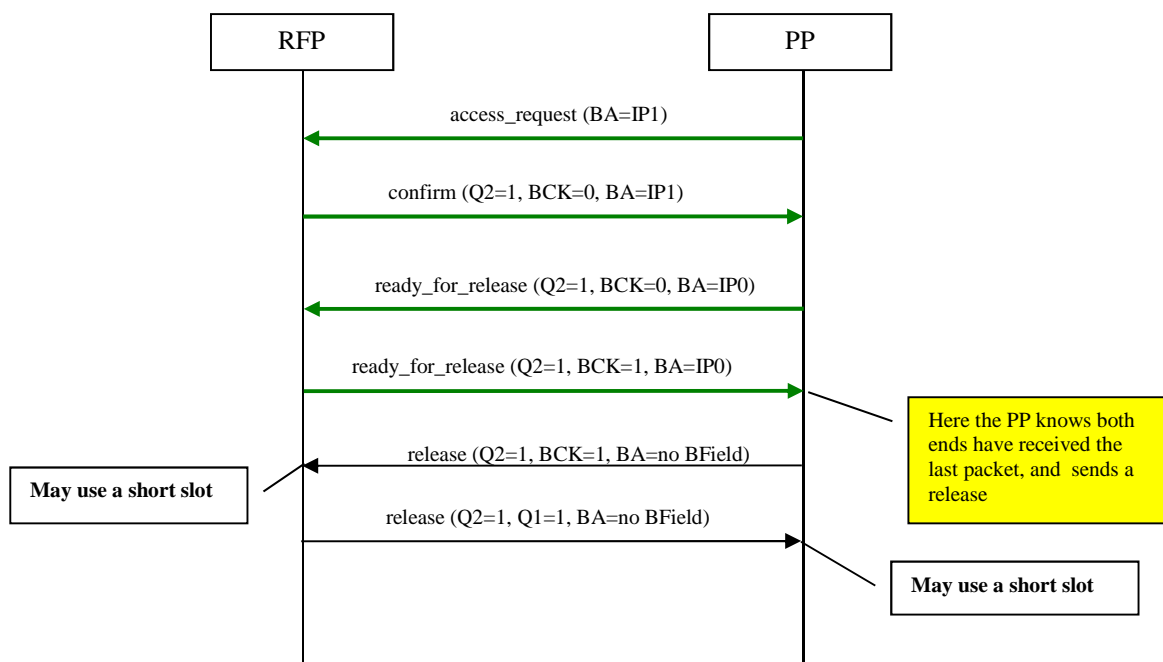 RFP
PP
access_request (BA=IP1)
confirm (Q2=1, BCK=0, BA=IP1)
ready_for_release (Q2=1, BCK=0, BA=IP0)
ready_for_release (Q2=1, BCK=1, BA=IP0)
Here the PP knows both
ends have received the
last packet, and sends a
release
release (Q2=1, BCK=1, BA=no BField)
May use a short slot
release (Q2=1, Q1=1, BA=no BField)
May use a short slot